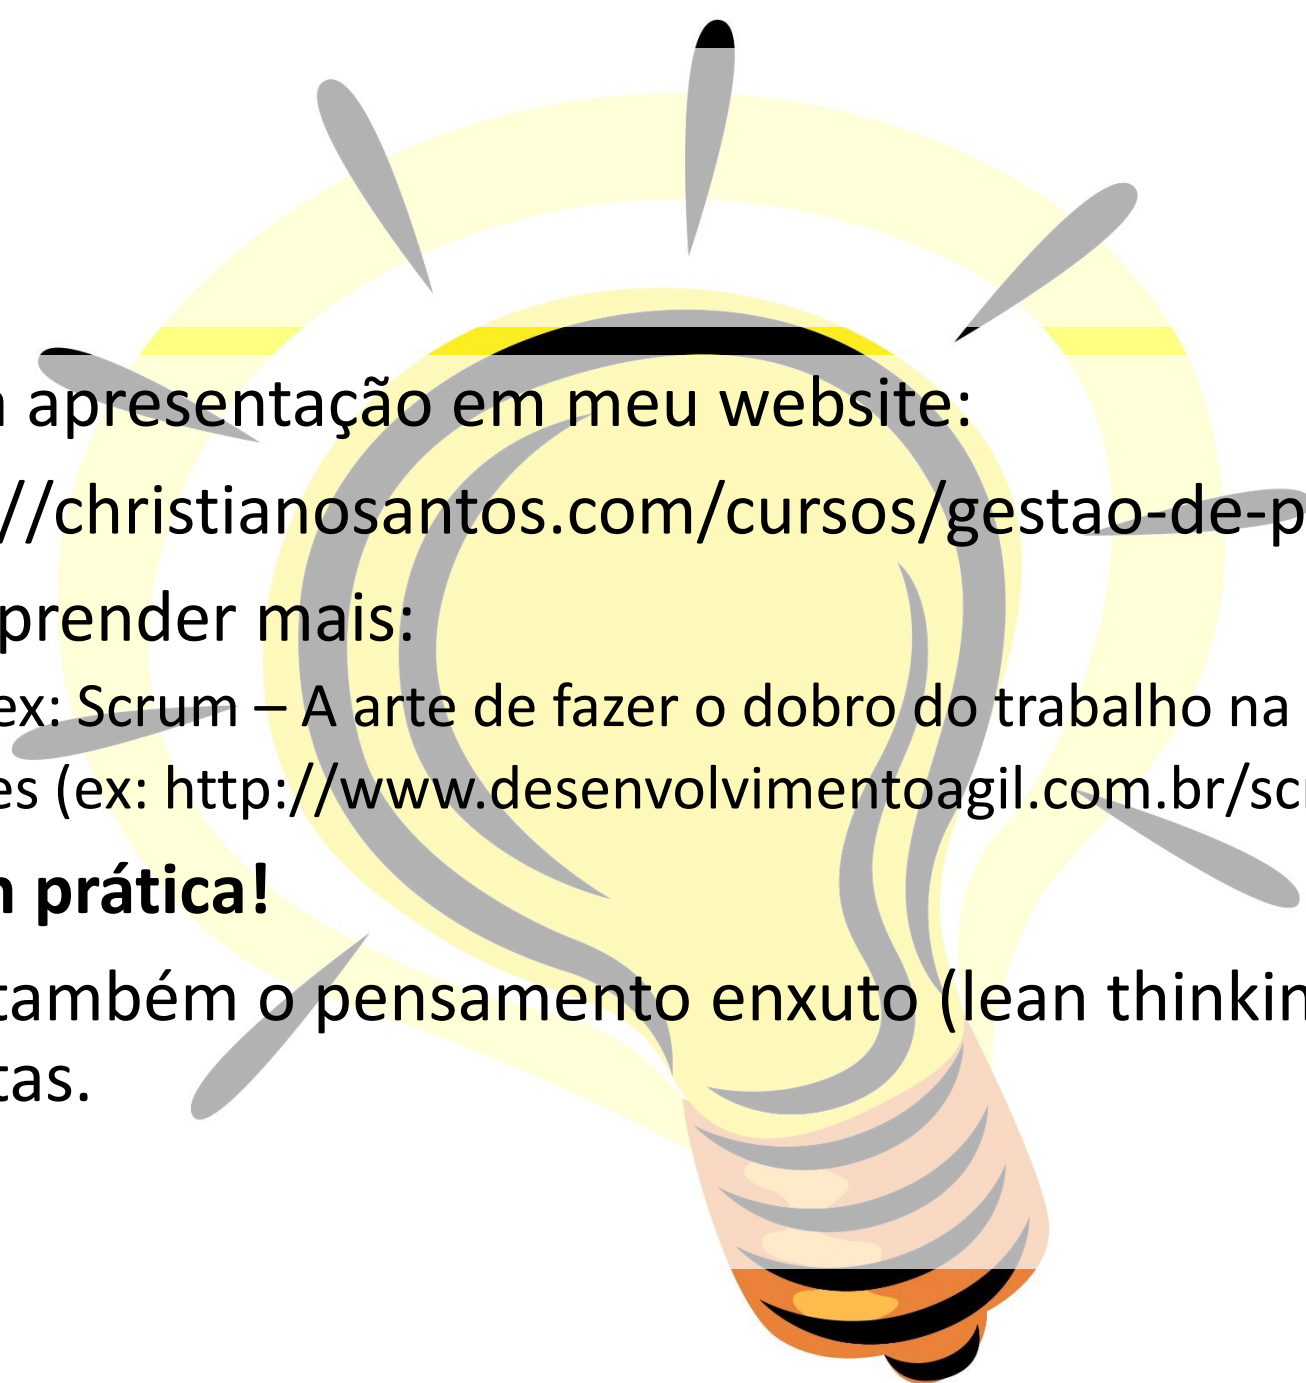 apresentação em meu website:
://christianosantos.com/cursos/gestao-de-p
prender mais:
ex: Scrum – A arte de fazer o dobro do trabalho na
es (ex: http://www.desenvolvimentoagil.com.br/scr
prática!
também o pensamento enxuto (lean thinkin
tas.